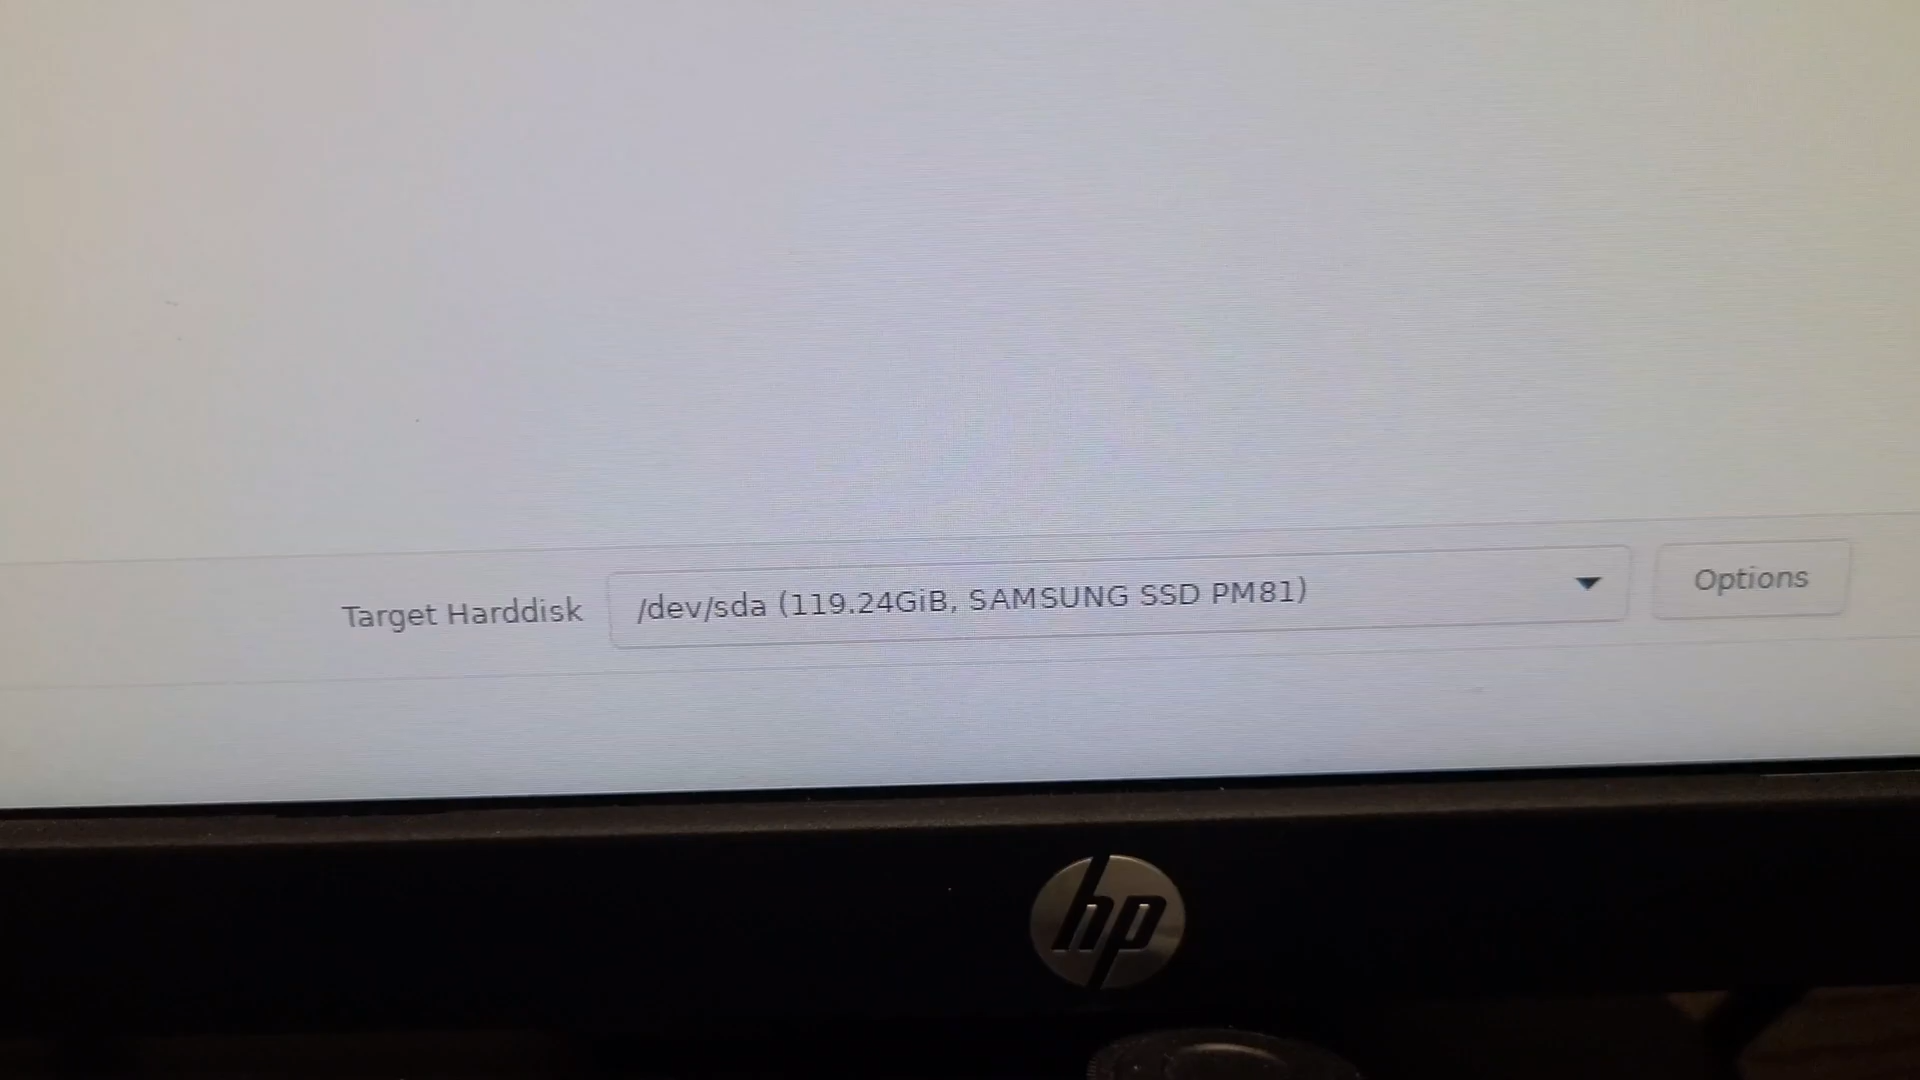 Target Harddisk /dev/sda (119.24GiB, SAMSUNG SSD PM81) Options
hp